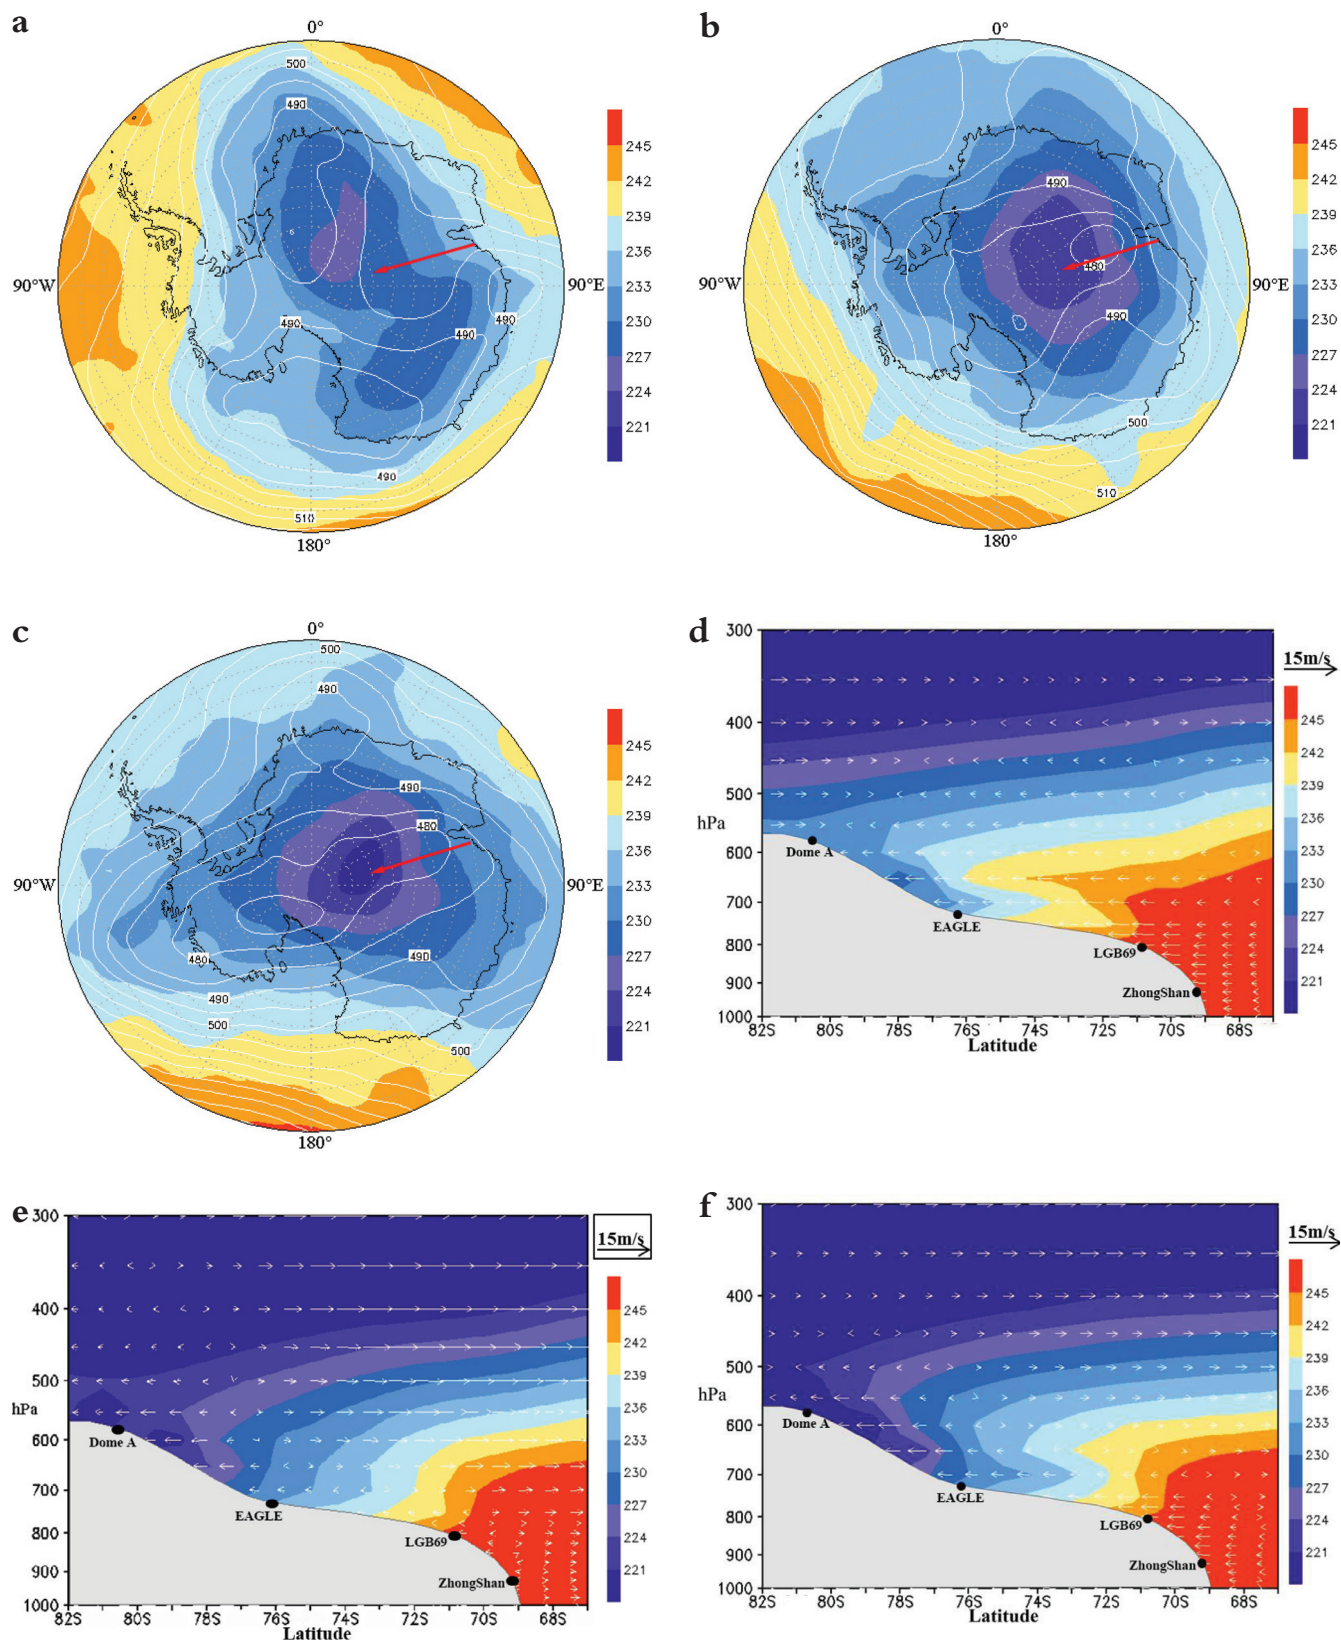 a
0°
500
490
90°W
90°E
490
490
490
490
510
180°
245
242
239
236
233
230
227
224
221
b
0°
490
480
490
90°W
90°E
500
510
180°
245
242
239
236
233
230
227
224
221
c
0°
500
490
490
480
90°W
90°E
480
490
490
500
500
180°
245
242
239
236
233
230
227
224
221
d
300
400
500
hPa
600
700
800
900
1000
Dome A
EAGLE
LGB69
ZhongShan
82S 80S 78S 76S 74S 72S 70S 68S
Latitude
15m/s
245
242
239
236
233
230
227
224
221
e
300
400
500
hPa
600
700
800
900
1000
Dome A
EAGLE
LGB69
ZhongShan
82S 80S 78S 76S 74S 72S 70S 68S
Latitude
15m/s
245
242
239
236
233
230
227
224
221
f
300
400
500
hPa
600
700
800
900
1000
Dome A
EAGLE
LGB69
ZhongShan
82S 80S 78S 76S 74S 72S 70S 68S
Latitude
15m/s
245
242
239
236
233
230
227
224
221